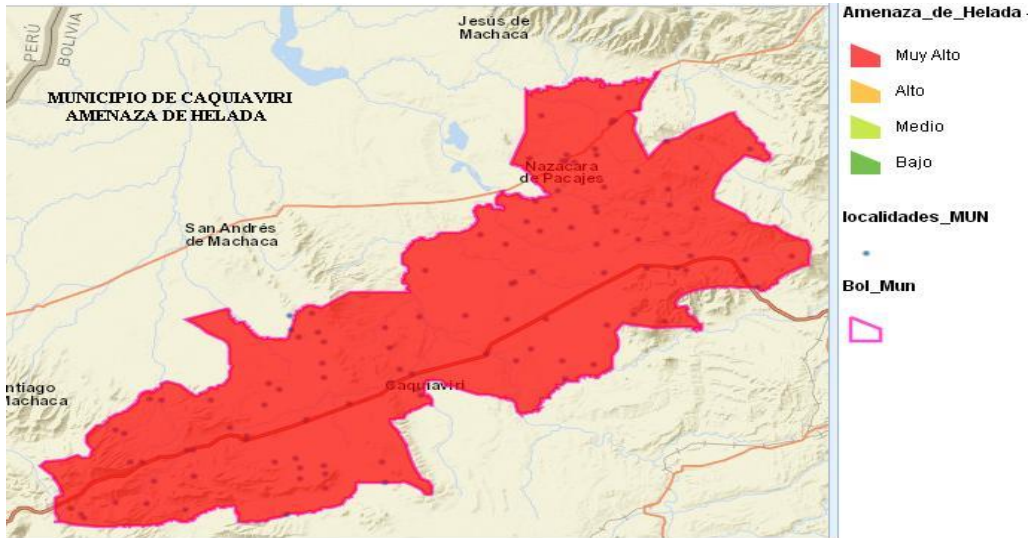 Jesús de
Machaca
PERÚ
BOLIVIA
MUNICIPIO DE CAQUIAVIRI
AMENAZA DE HELADA
Nazacara
de Pacajes
San Andrés
de Machaca
ntiago
Machaca
Caquiaviri
Amenaza_de_Helada -
Muy Alto
Alto
Medio
Bajo
localidades_MUN
Bol_Mun